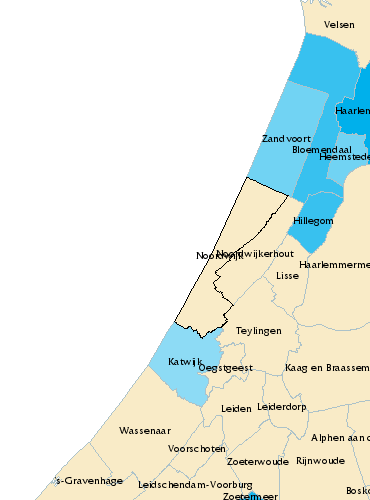 Velsen
Haarlem
Zandvoort
Bloemendaal
Heemstede
Hillegom
Noordwijk
Noordwijkerhout
Haarlemmerme
Lisse
Teylingen
Katwijk
Oegstgeest
Kaag en Braassem
Leiden
Leiderdorp
Wassenaar
Alphen aan d
Voorschoten
Zoeterwoude
Rijnwoude
's-Gravenhage
Leidschendam-Voorburg
Zoetermeer
Bosko